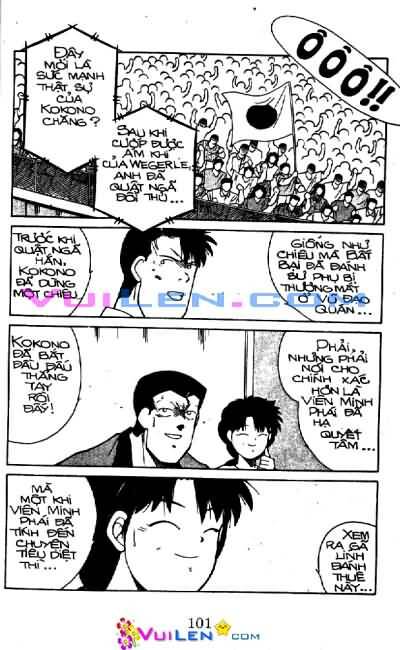 ÔÔÔ!!
ĐÂY
MỚI LÀ
SỨC MẠNH
THẬT SỰ
CỦA
KOKONO
CHĂNG?
SAU KHI
CƯỚP ĐƯỢC
ÁM KHÍ
CỦA WEGERLE,
ANH ĐÃ
QUẬT NGÃ
ĐỐI THỦ...
TRƯỚC KHI
QUẬT NGÃ
HẮN,
KOKONO
ĐÃ DÙNG
MỘT CHIÊU
GIỐNG NHƯ
CHIÊU MÀ BẤT
BẠI ĐÃ ĐÁNH
SƯ PHỤ BỊ
THƯƠNG MẮT
Ở VÕ ĐẠO
QUÁN...
VUILEN.COM
KOKONO
ĐÃ BẮT
ĐẦU ĐẤU
THẲNG
TAY
RỒI
ĐẤY!
PHẢI,
NHƯNG PHẢI
NÓI CHO
CHÍNH XÁC
HƠN LÀ
VIÊN MINH
PHÁI ĐÃ
HẠ
QUYẾT
TÂM...
MÀ
MỘT KHI
VIÊN MINH
PHÁI ĐÃ
TÍNH ĐẾN
CHUYỆN
TIÊU DIỆT
THÌ...
XEM
RA GÃ
LÍNH
ĐÁNH
THUÊ
NÀY...
101
VUILEN.COM